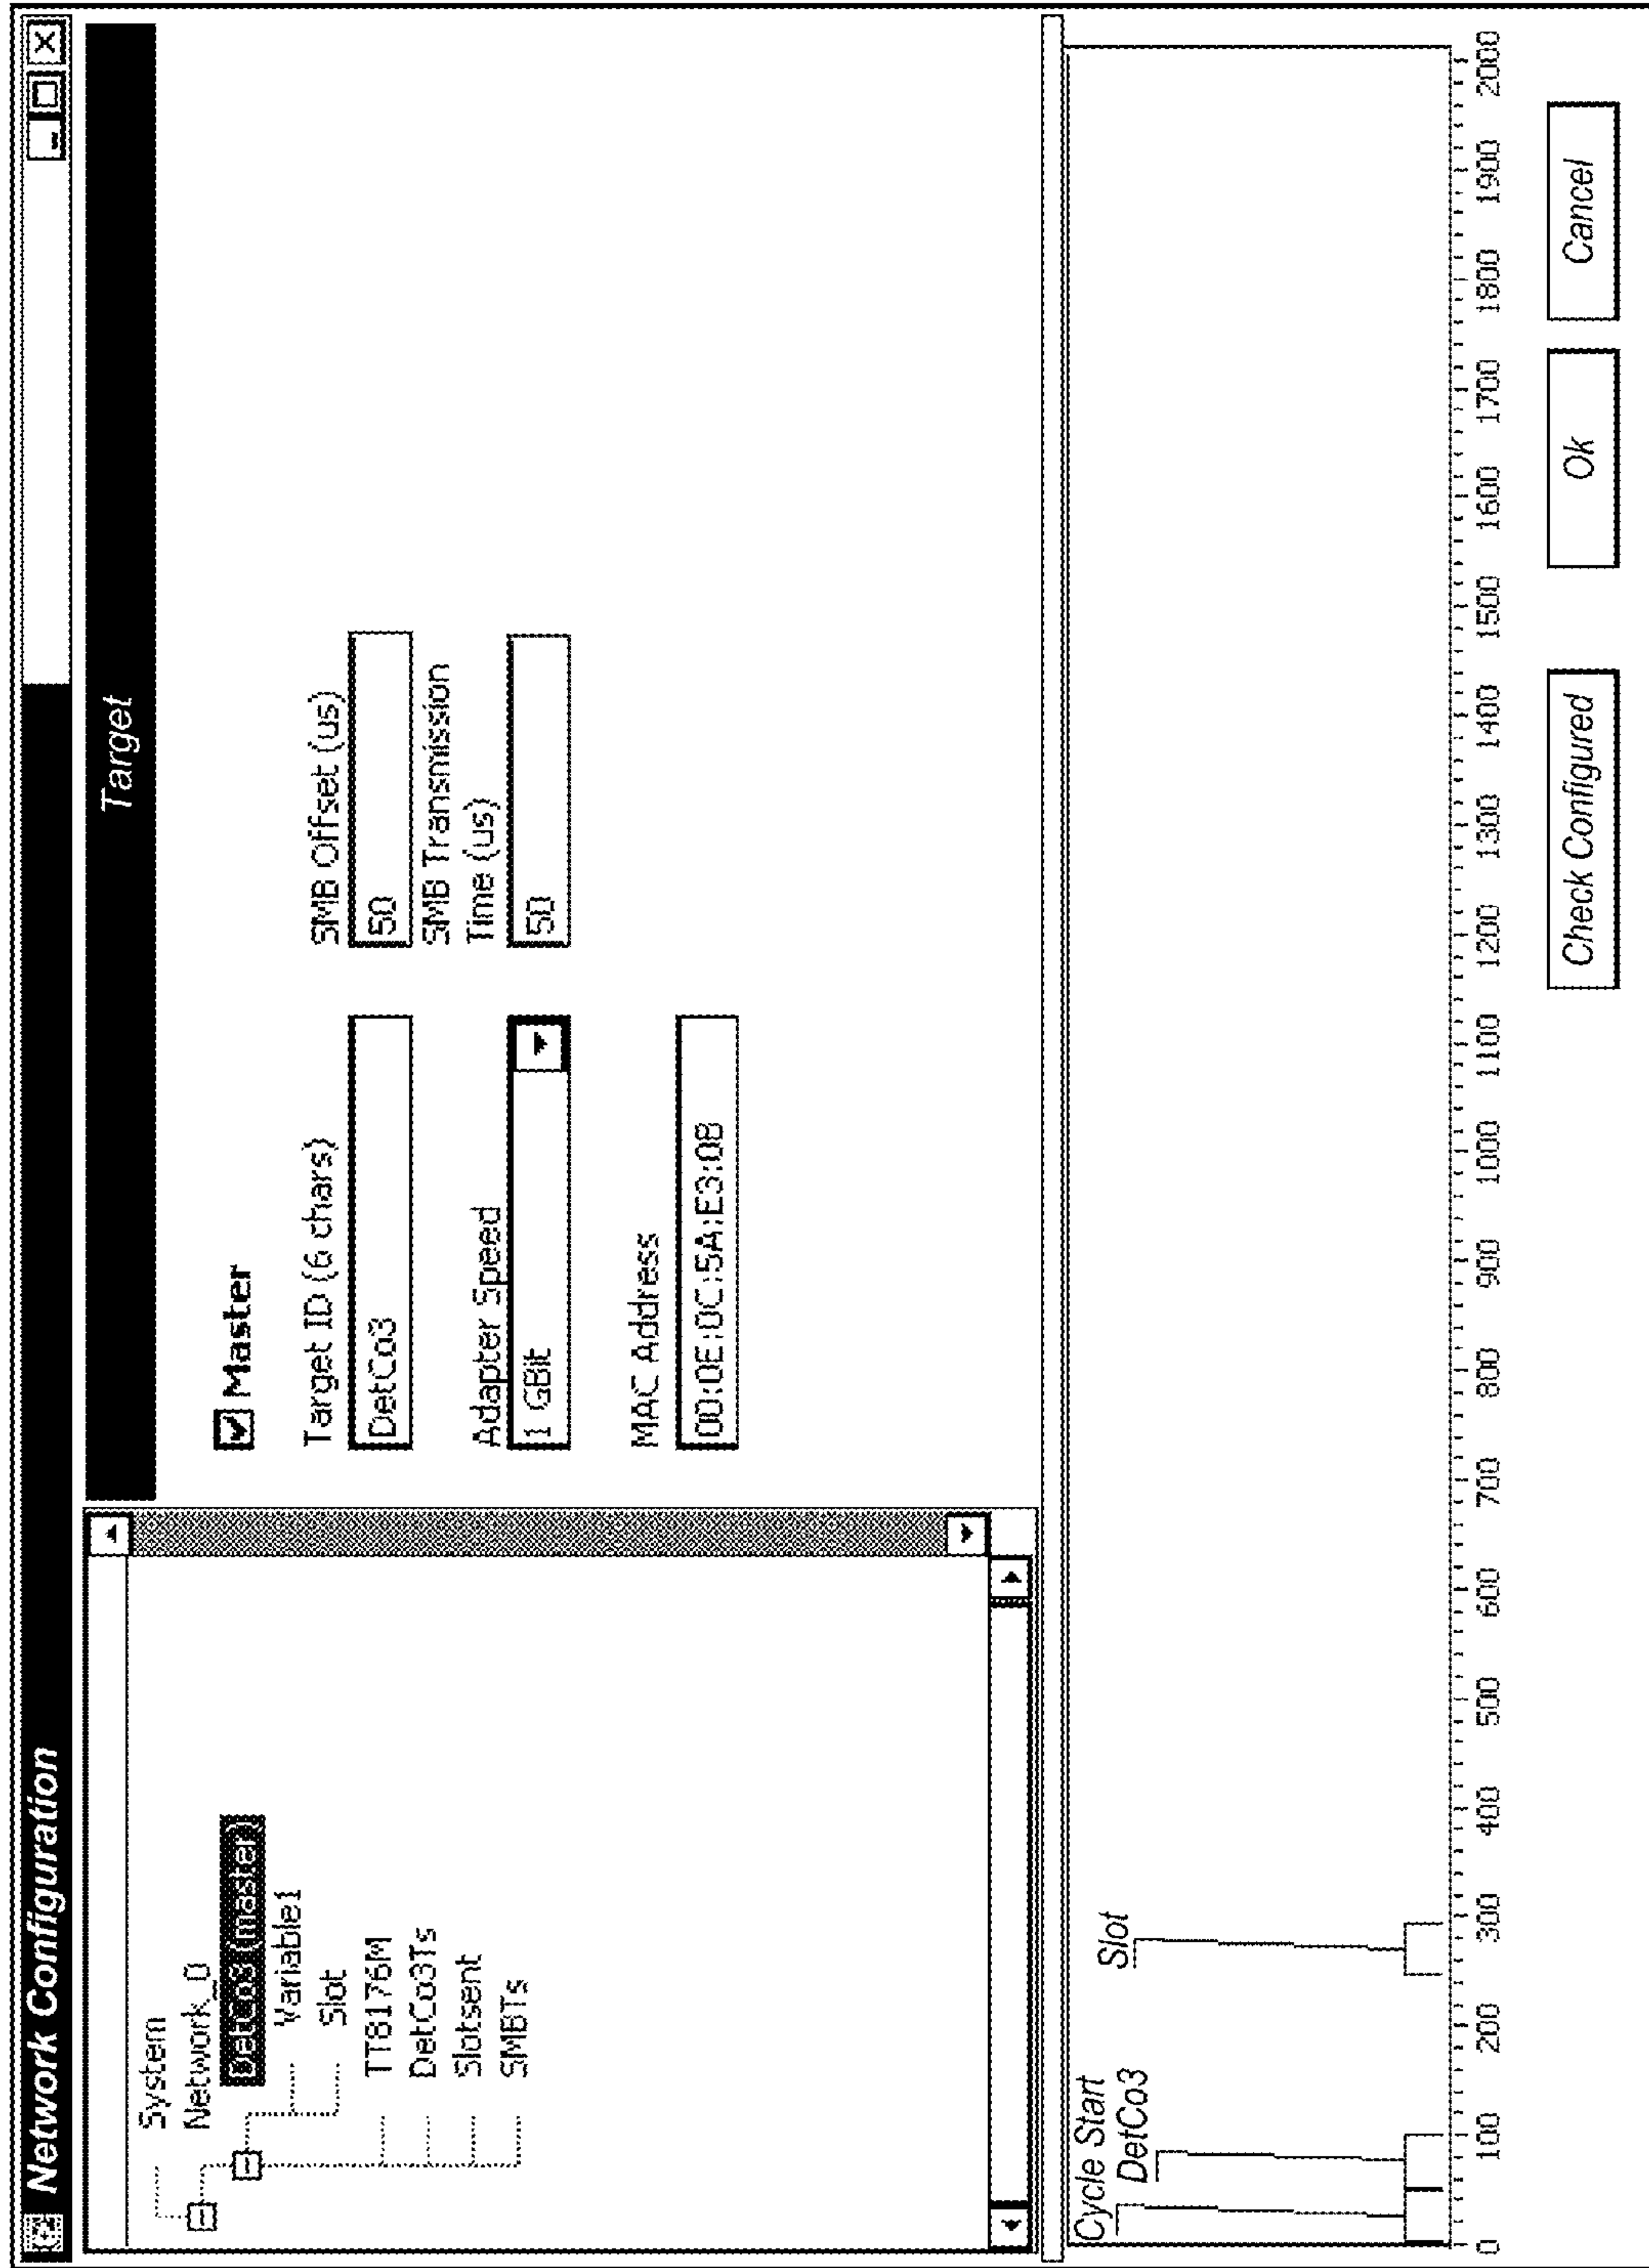 Network Configuration
System
Network_0
DetCo3 (master)
Variable1
Slot
TT8176M
DetCo3Ts
Slotsent
SMBTs
Target
Master
Target ID (6 chars)
DetCo3
SMB Offset (us)
50
Adapter Speed
1 GBit
SMB Transmission
Time (us)
50
MAC Address
00:0E:0C:5A:E3:0B
Cycle Start
DetCo3
Slot
0 100 200 300 400 500 600 700 800 900 1000 1100 1200 1300 1400 1500 1600 1700 1800 1900 2000
Check Configured
Ok
Cancel